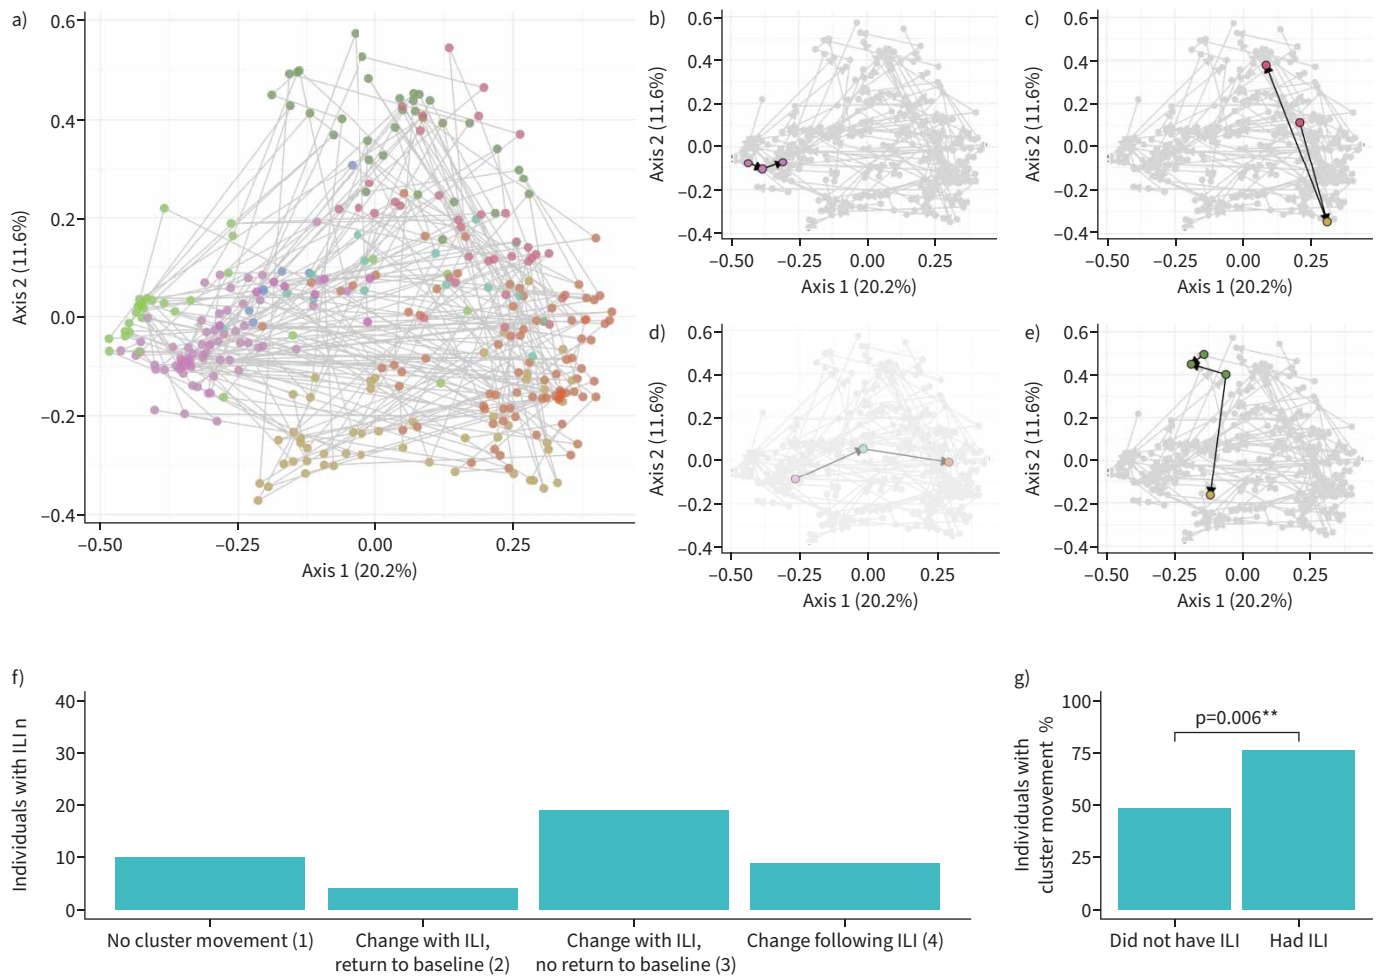 a)
0.6
0.4
0.2
0.0
–0.2
–0.4
Axis 2 (11.6%)
–0.50
–0.25
0.00
0.25
Axis 1 (20.2%)
b)
0.6
0.4
0.2
0.0
–0.2
–0.4
Axis 2 (11.6%)
–0.50
–0.25
0.00
0.25
Axis 1 (20.2%)
c)
0.6
0.4
0.2
0.0
–0.2
–0.4
Axis 2 (11.6%)
–0.50
–0.25
0.00
0.25
Axis 1 (20.2%)
d)
0.6
0.4
0.2
0.0
–0.2
–0.4
Axis 2 (11.6%)
–0.50
–0.25
0.00
0.25
Axis 1 (20.2%)
e)
0.6
0.4
0.2
0.0
–0.2
–0.4
Axis 2 (11.6%)
–0.50
–0.25
0.00
0.25
Axis 1 (20.2%)
f)
40
30
20
10
0
Individuals with ILI n
No cluster movement (1)
Change with ILI,
return to baseline (2)
Change with ILI,
no return to baseline (3)
Change following ILI (4)
g)
100
75
50
25
0
Individuals with
cluster movement %
p=0.006**
Did not have ILI
Had ILI